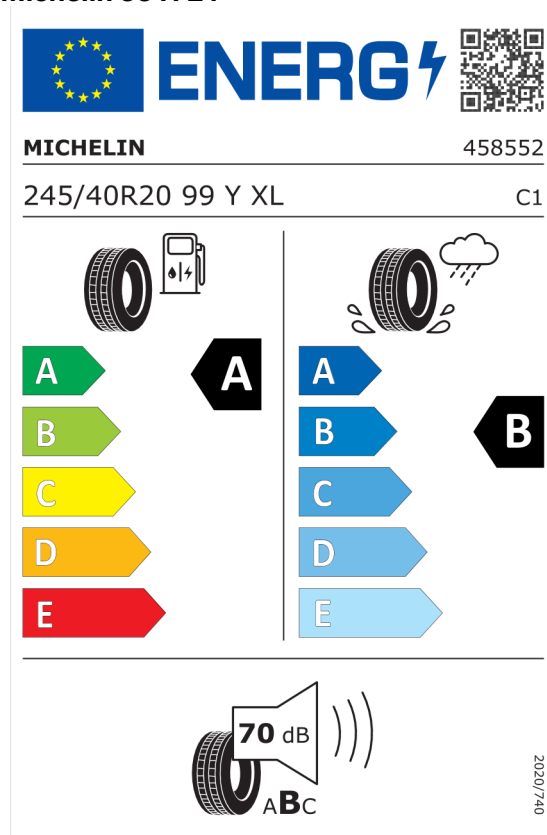 ENERG
MICHELIN
458552
245/40R20 99 Y XL
C1
A
B
C
D
E
A
A
B
C
D
E
B
70 dB
ABC
2020/740